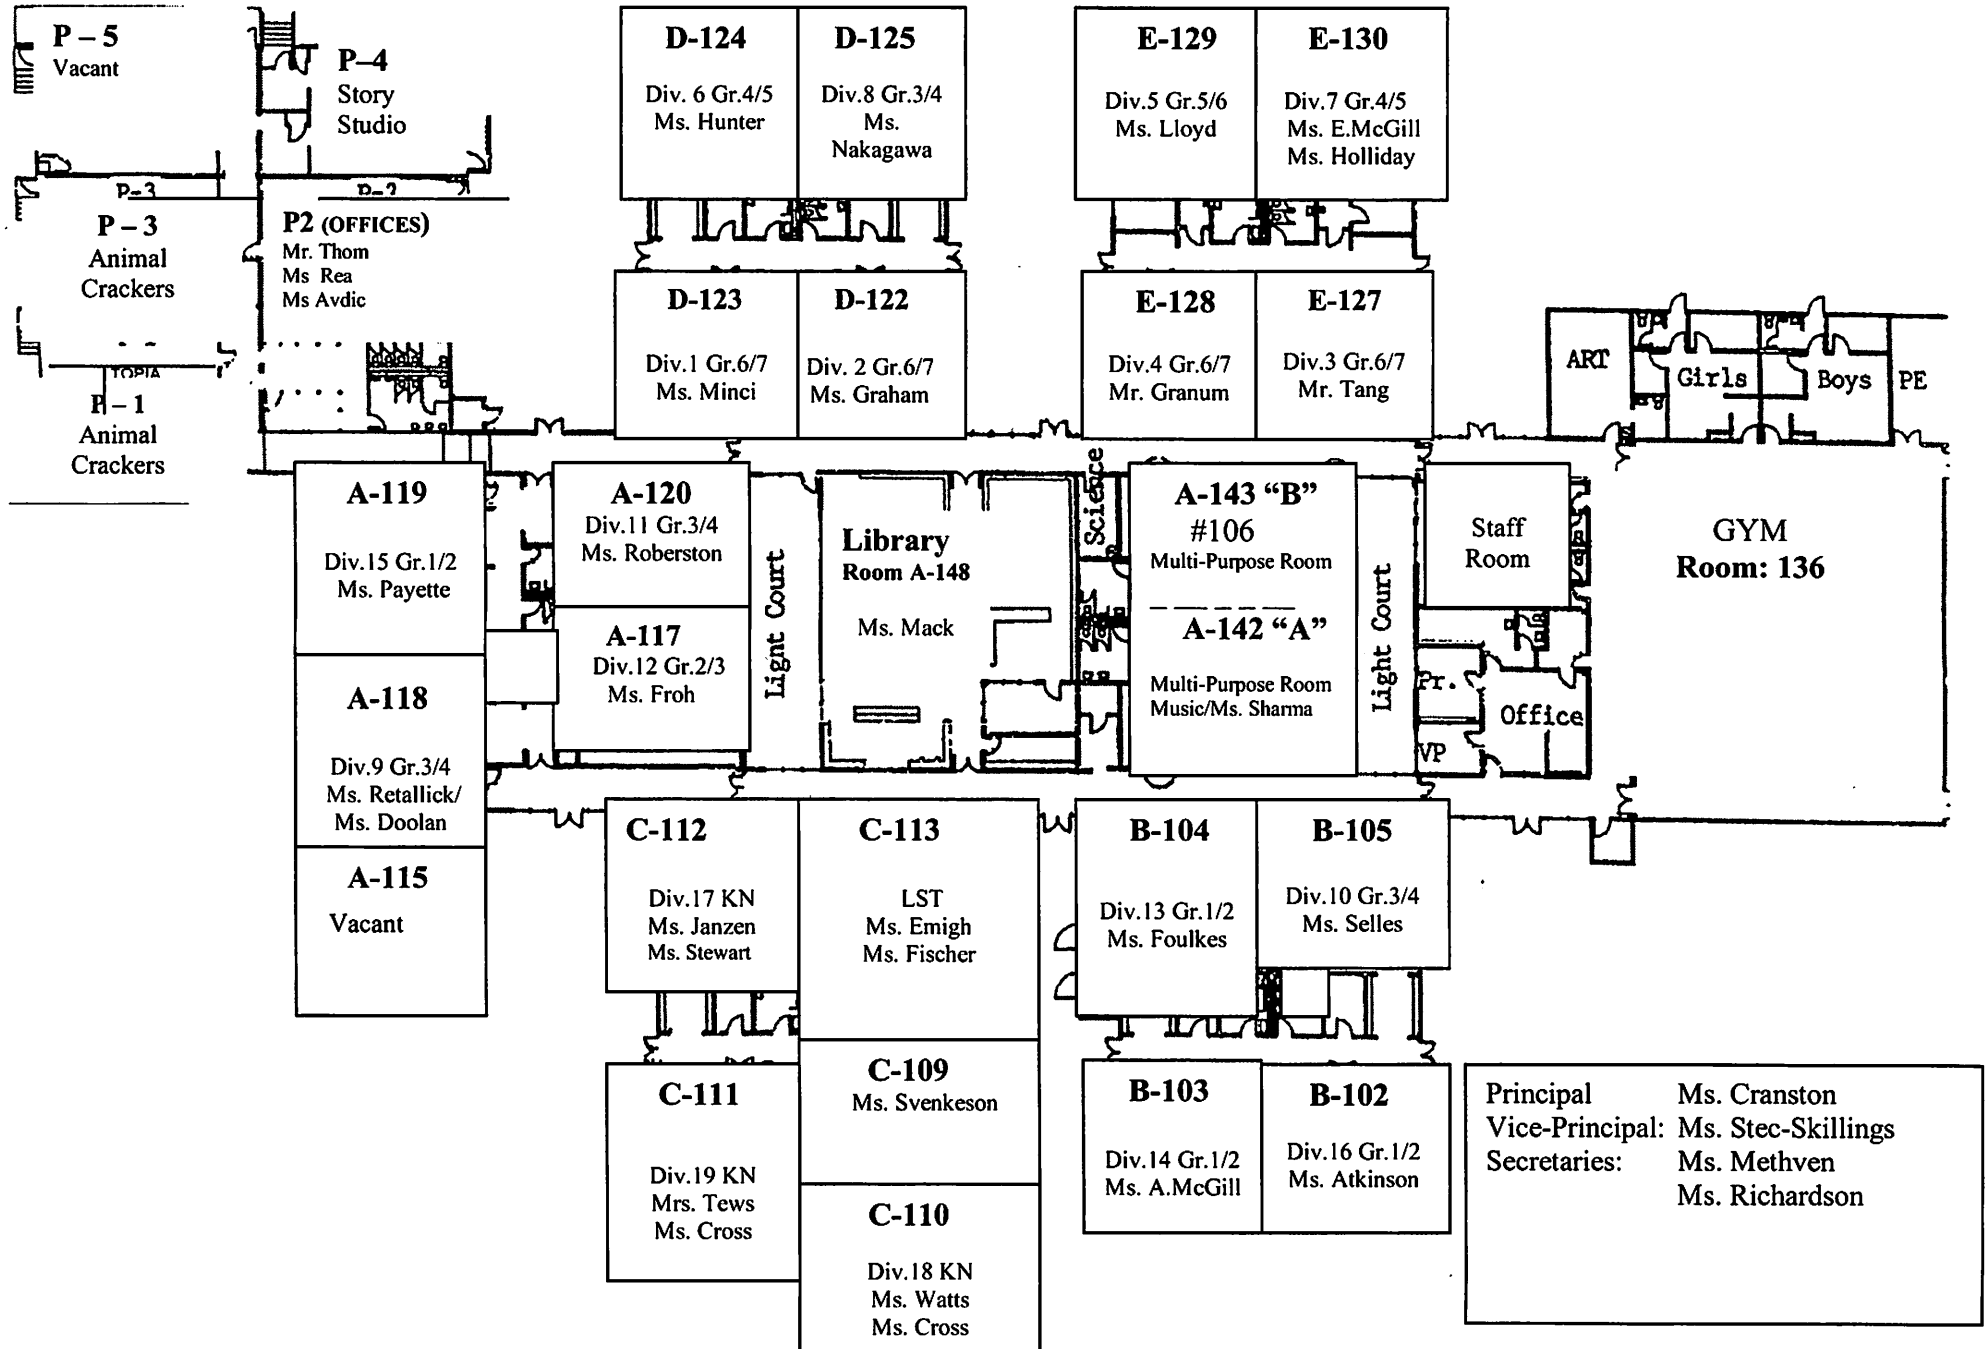 P – 5
Vacant
P–4
Story
Studio
P–3
P–2
P – 3
Animal
Crackers
P2 (OFFICES)
Mr. Thom
Ms Rea
Ms Avdic
TOPIA
P – 1
Animal
Crackers
D-124
Div. 6 Gr.4/5
Ms. Hunter
D-125
Div.8 Gr.3/4
Ms.
Nakagawa
E-129
Div.5 Gr.5/6
Ms. Lloyd
E-130
Div.7 Gr.4/5
Ms. E.McGill
Ms. Holliday
D-123
Div.1 Gr.6/7
Ms. Minci
D-122
Div. 2 Gr.6/7
Ms. Graham
E-128
Div.4 Gr.6/7
Mr. Granum
E-127
Div.3 Gr.6/7
Mr. Tang
ART
Girls
Boys
PE
A-119
Div.15 Gr.1/2
Ms. Payette
A-120
Div.11 Gr.3/4
Ms. Roberston
A-117
Div.12 Gr.2/3
Ms. Froh
Light Court
Library
Room A-148
Ms. Mack
Science
A-143 “B”
#106
Multi-Purpose Room
A-142 “A”
Multi-Purpose Room
Music/Ms. Sharma
Light Court
Staff
Room
Pr.
Office
VP
GYM
Room: 136
A-118
Div.9 Gr.3/4
Ms. Retallick/
Ms. Doolan
A-115
Vacant
C-112
Div.17 KN
Ms. Janzen
Ms. Stewart
C-113
LST
Ms. Emigh
Ms. Fischer
B-104
Div.13 Gr.1/2
Ms. Foulkes
B-105
Div.10 Gr.3/4
Ms. Selles
C-111
Div.19 KN
Mrs. Tews
Ms. Cross
C-109
Ms. Svenkeson
C-110
Div.18 KN
Ms. Watts
Ms. Cross
B-103
Div.14 Gr.1/2
Ms. A.McGill
B-102
Div.16 Gr.1/2
Ms. Atkinson
Principal Ms. Cranston
Vice-Principal: Ms. Stec-Skillings
Secretaries: Ms. Methven
Ms. Richardson